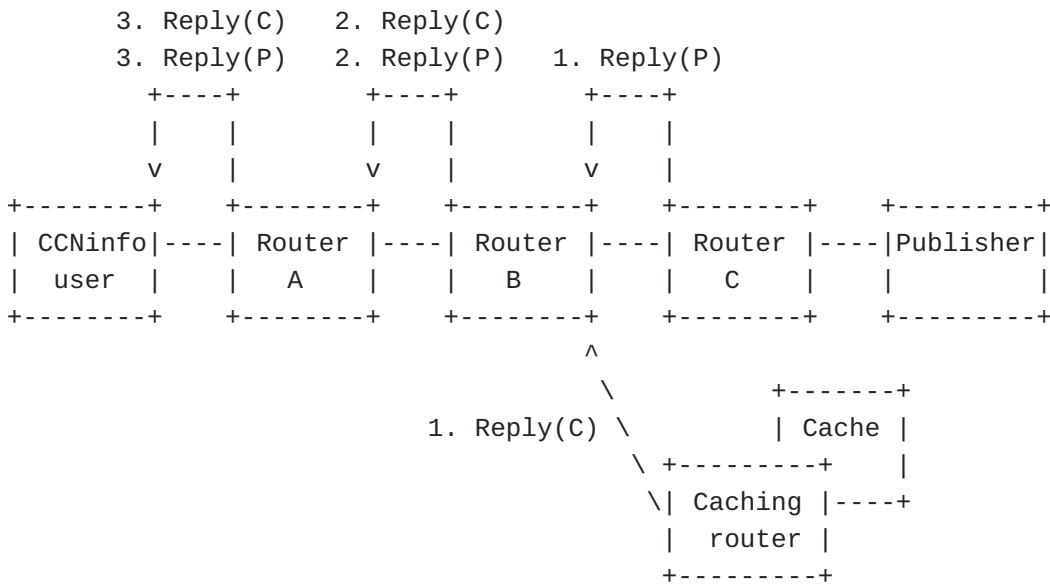 3. Reply(C) 2. Reply(C)
3. Reply(P) 2. Reply(P) 1. Reply(P)
CCNinfo Router Router Router Publisher
user A B C
1. Reply(C) Cache
Caching
router